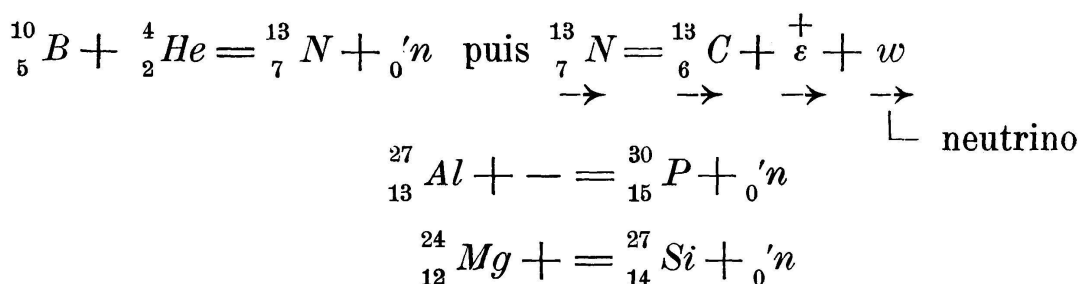 ¹⁰₅B + ⁴₂He = ¹³₇N + ₀'n puis ¹³₇N = ¹³₆C + ε⁺ + w
→ → → →
neutrino
²⁷₁₃Al + − = ³⁰₁₅P + ₀'n
²⁴₁₂Mg + = ²⁷₁₄Si + ₀'n